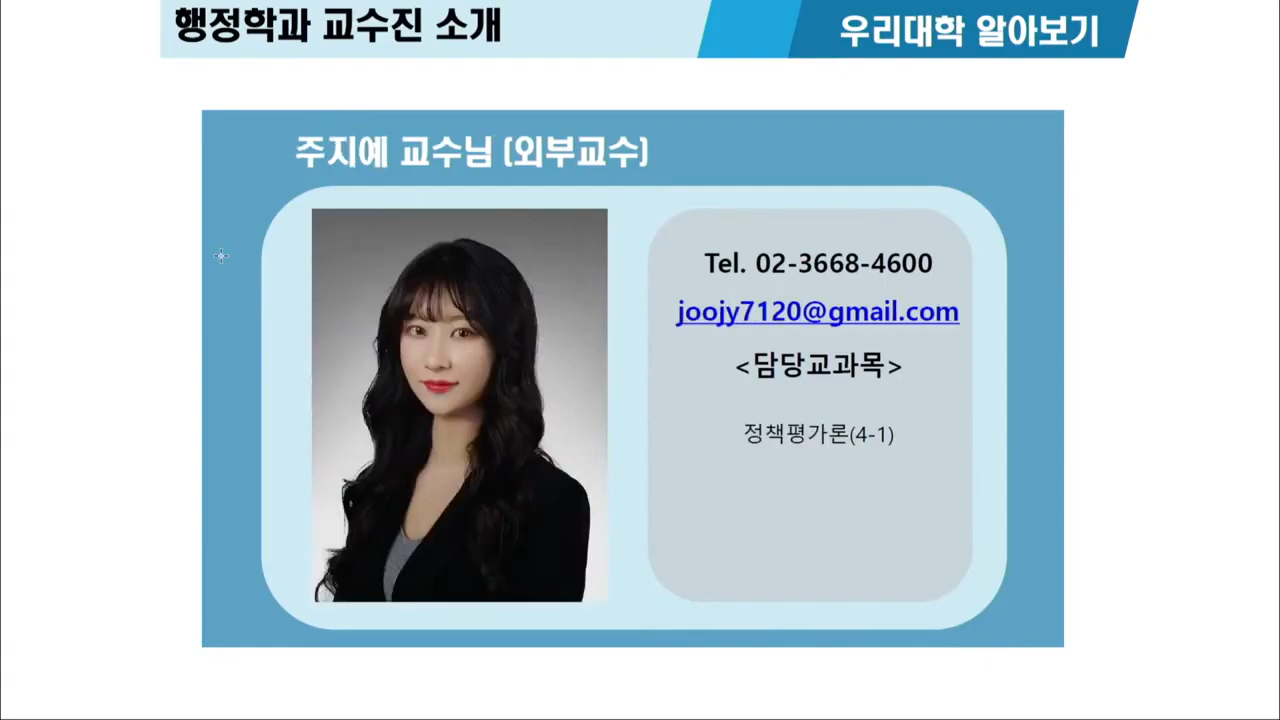 행정학과 교수진 소개
우리대학 알아보기
주지예 교수님 (외부교수)
Tel. 02-3668-4600
joojy7120@gmail.com
<담당교과목>
정책평가론(4-1)